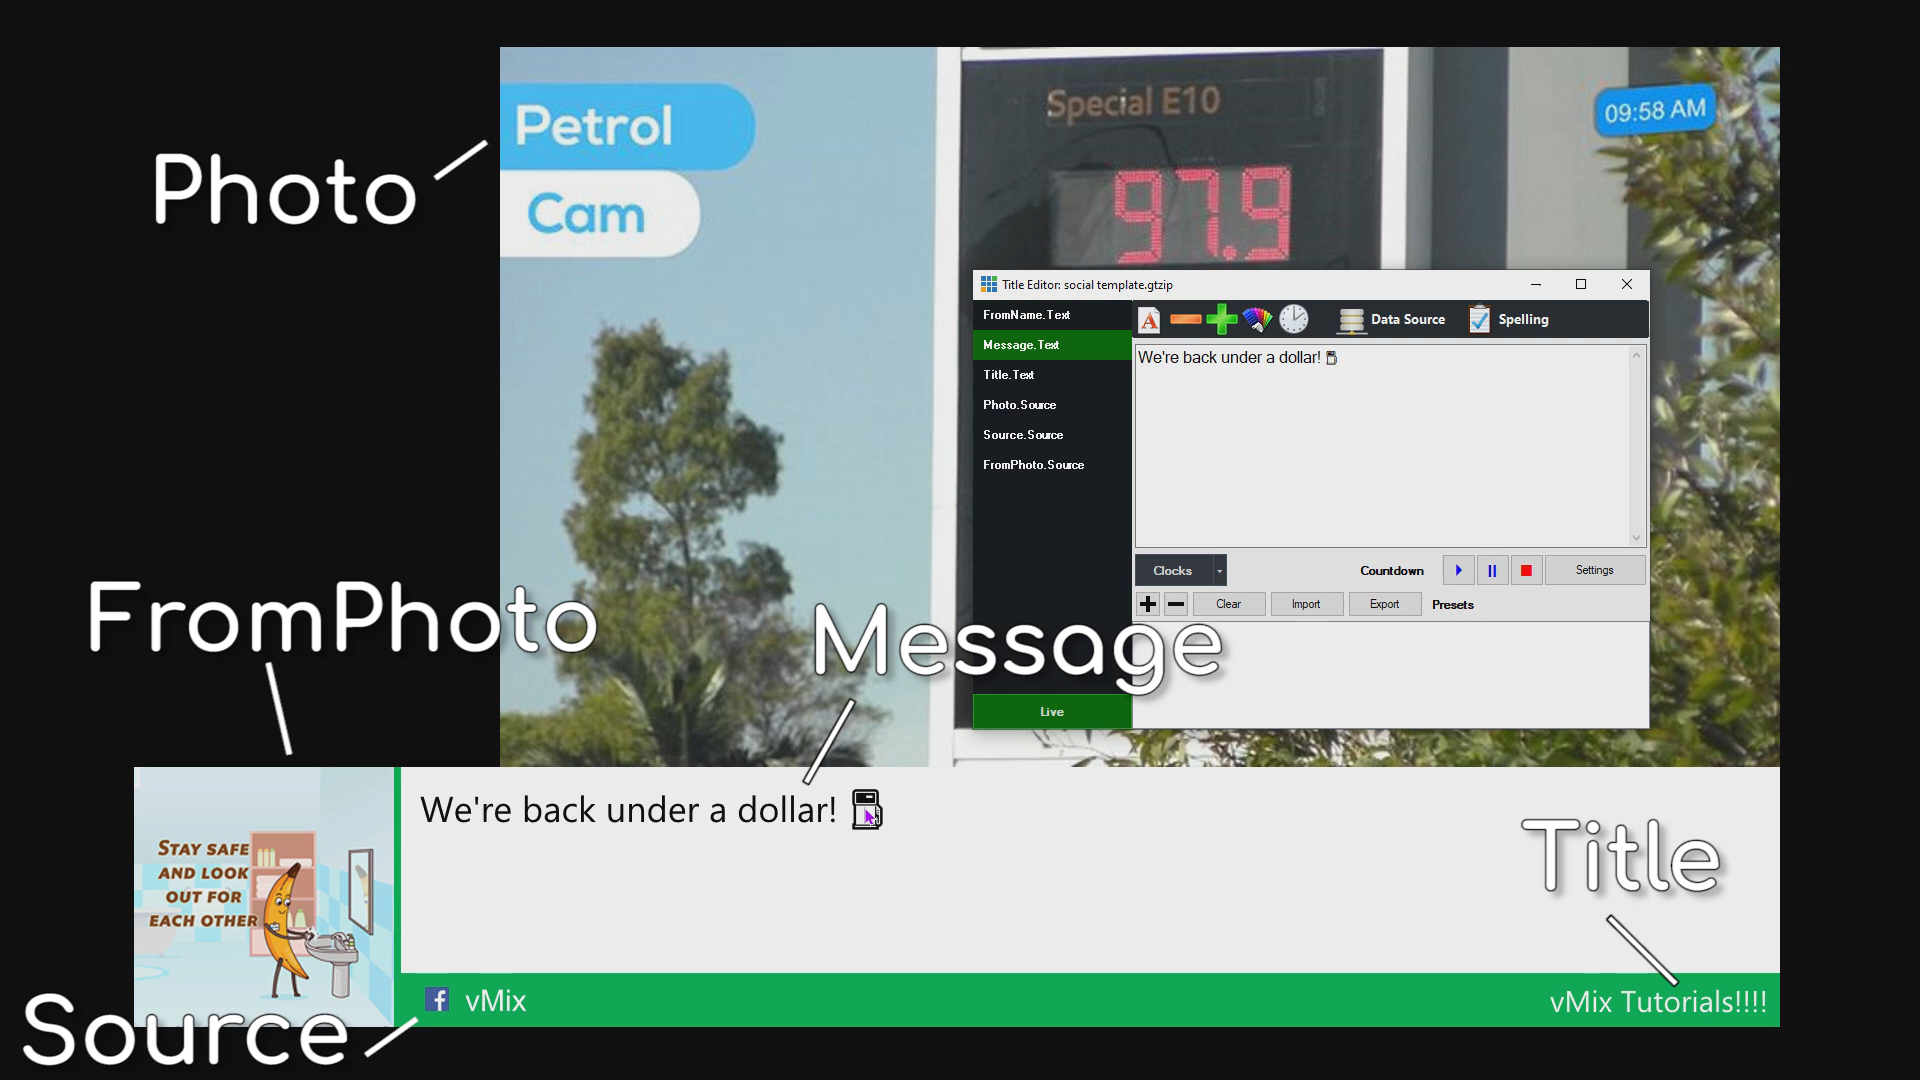 Petrol
Cam
Special E10
97.9
09:58 AM
Photo
Title Editor: social template.gtzip
FromName.Text
Message.Text
Title.Text
Photo.Source
Source.Source
FromPhoto.Source
Data Source
Spelling
We're back under a dollar! ⛽
Clocks
Countdown
Settings
Clear
Import
Export
Presets
Live
FromPhoto
Message
We're back under a dollar! ⛽
Title
STAY SAFE
AND LOOK
OUT FOR
EACH OTHER
Source
vMix
vMix Tutorials!!!!